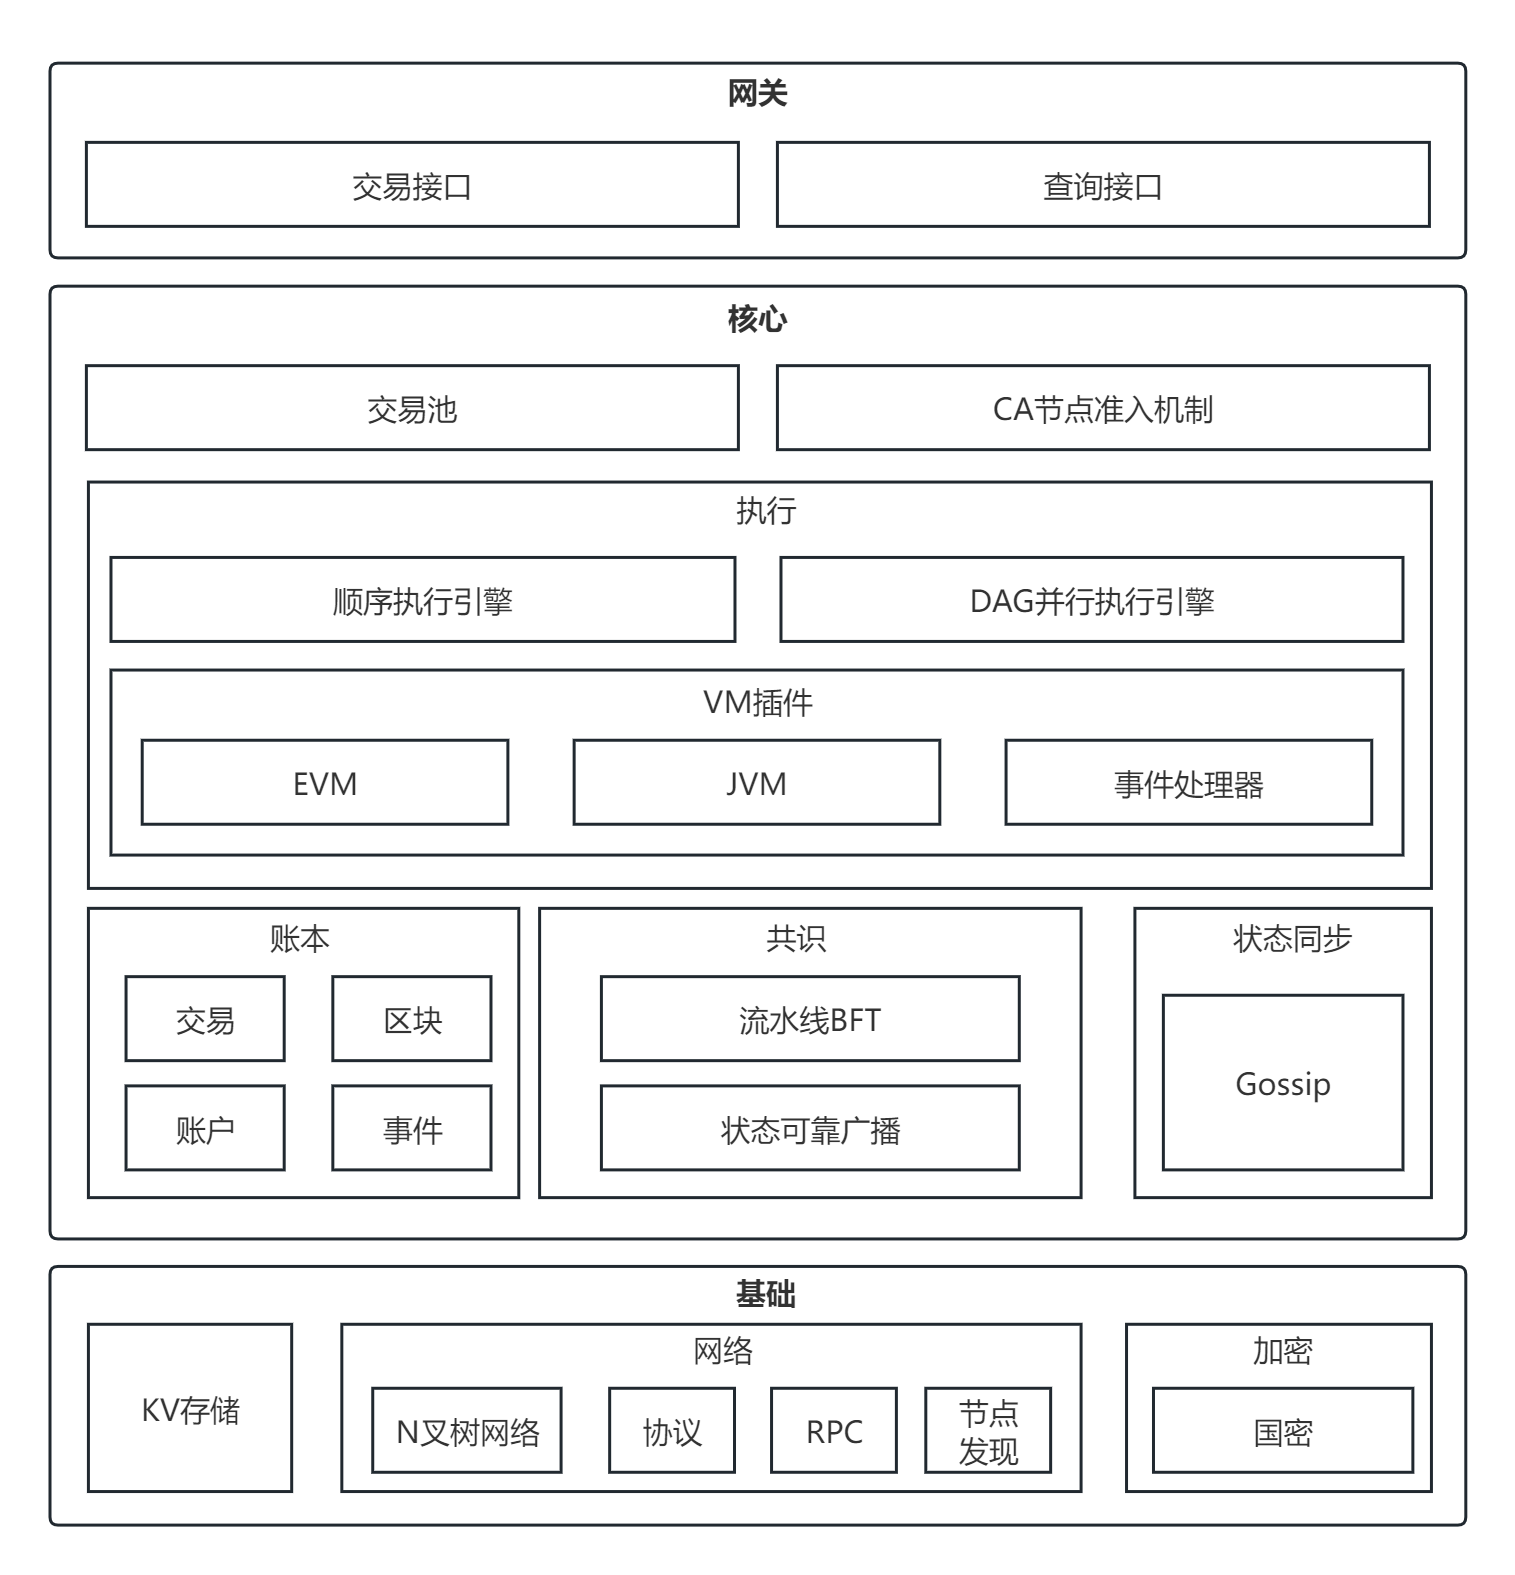 网关
交易接口
查询接口
核心
交易池
CA节点准入机制
执行
顺序执行引擎
DAG并行执行引擎
VM插件
EVM
JVM
事件处理器
账本
交易
区块
账户
事件
共识
流水线BFT
状态可靠广播
状态同步
Gossip
基础
KV存储
网络
N叉树网络
协议
RPC
节点
发现
加密
国密